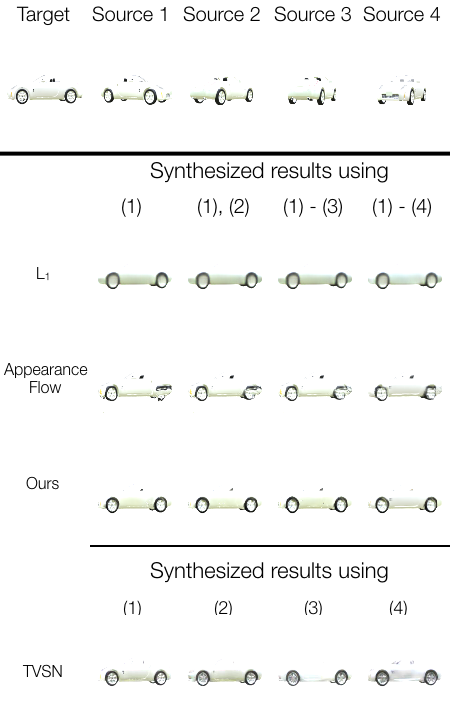 Target Source 1 Source 2 Source 3 Source 4
Synthesized results using
(1) (1), (2) (1) - (3) (1) - (4)
L₁
Appearance
Flow
Ours
Synthesized results using
(1) (2) (3) (4)
TVSN